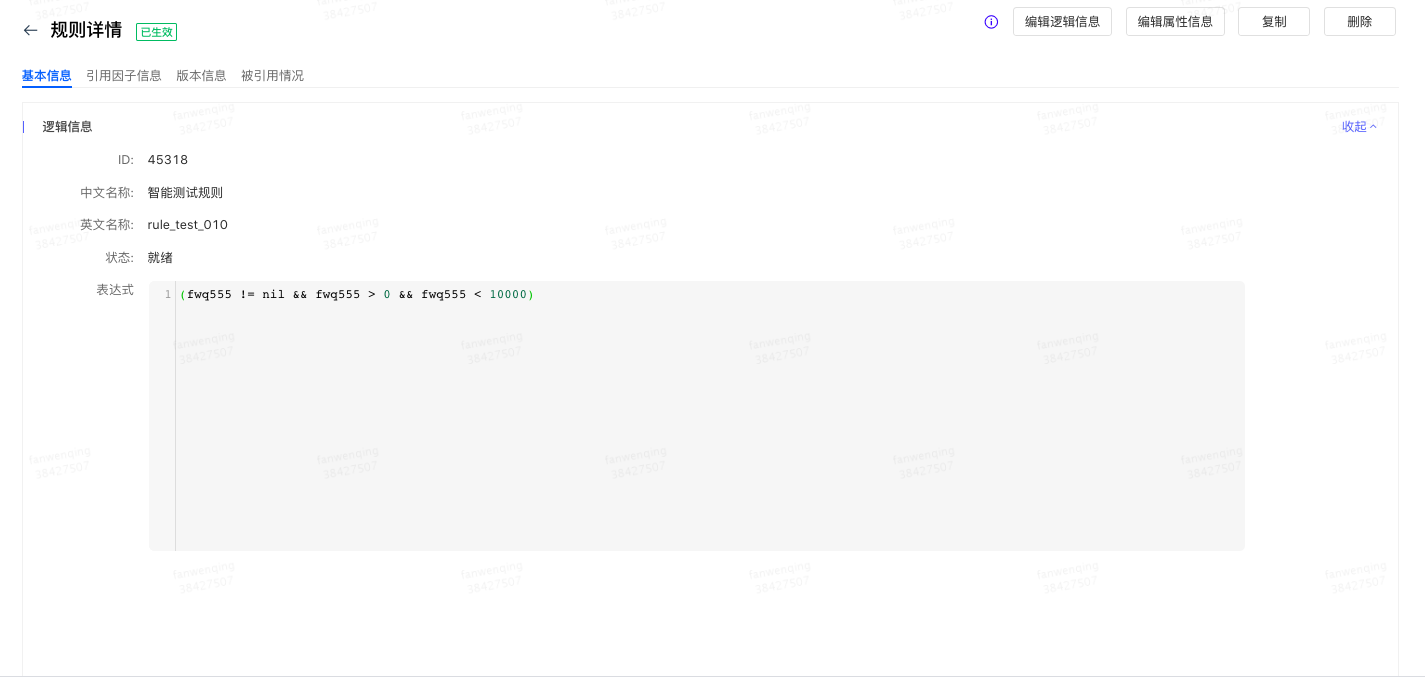 规则详情 已生效 编辑逻辑信息 编辑属性信息 复制 删除
基本信息 引用因子信息 版本信息 被引用情况
逻辑信息 收起
ID: 45318
中文名称: 智能测试规则
英文名称: rule_test_010
状态: 就绪
表达式
1 (fwq555 != nil && fwq555 > 0 && fwq555 < 10000)
fanwenqing
38427507